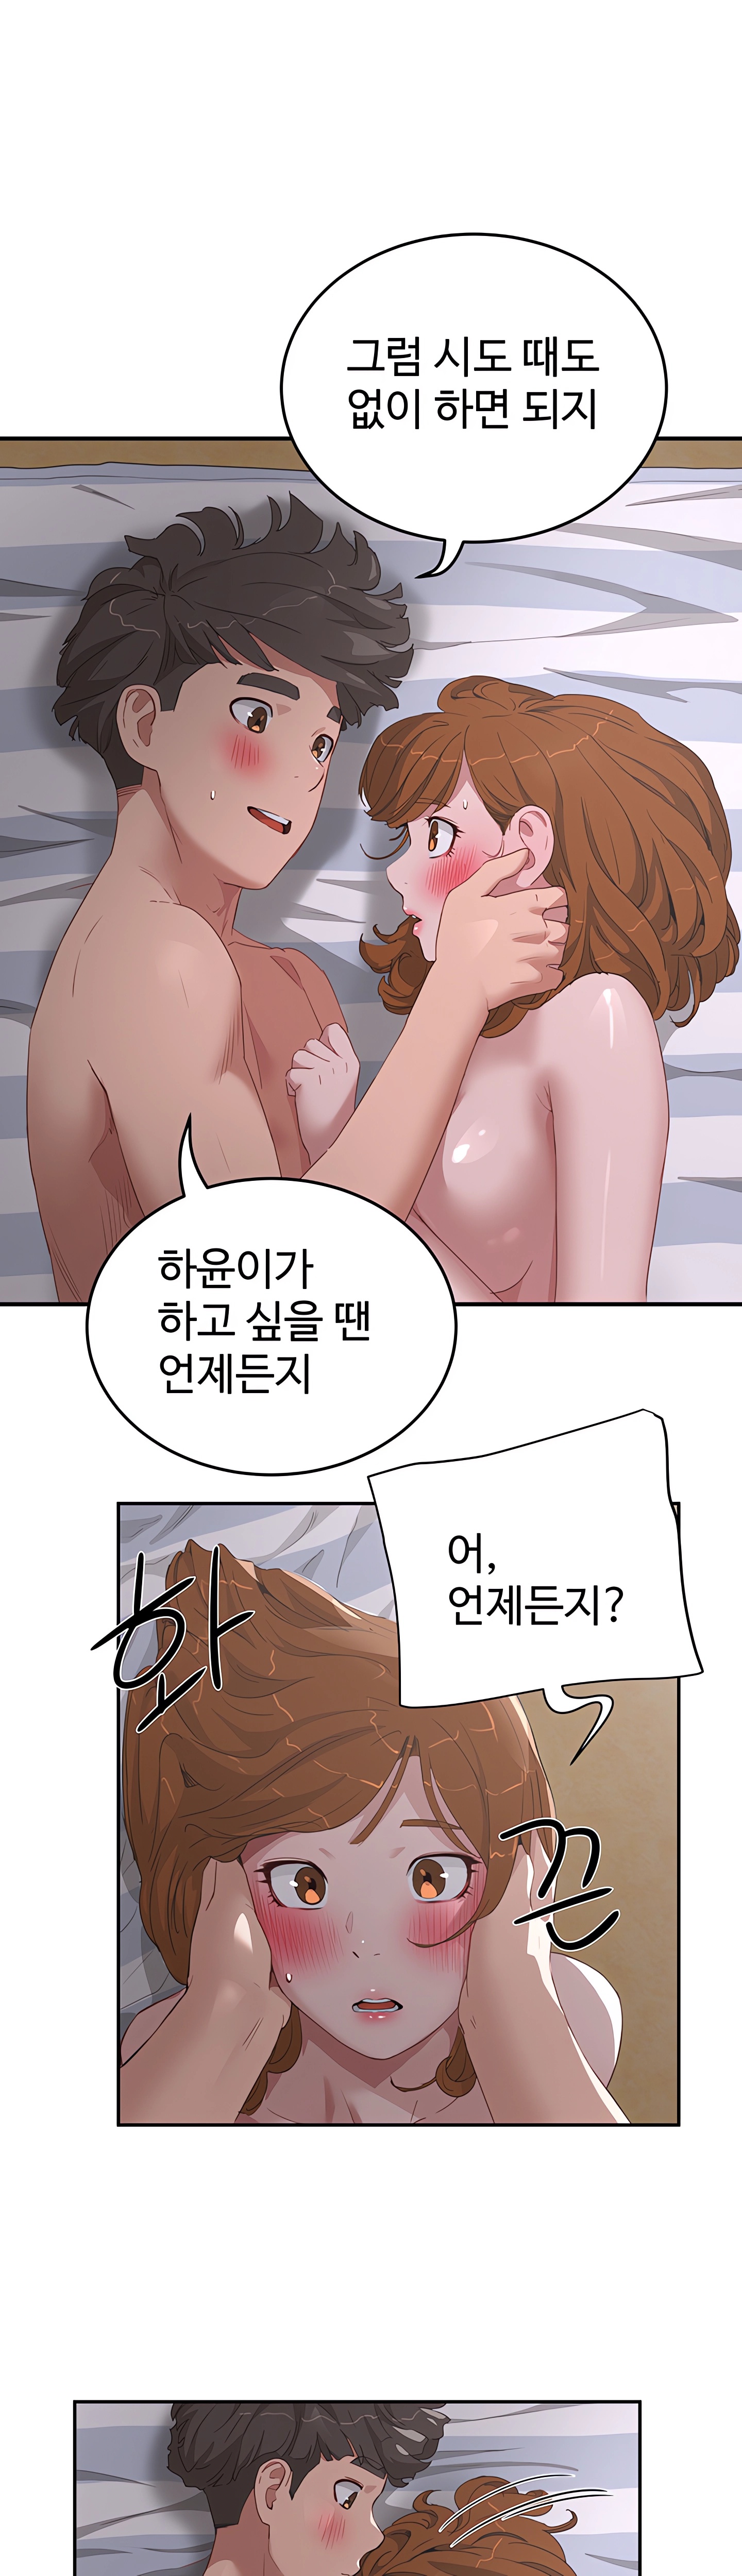 그럼 시도 때도
없이 하면 되지
하윤이가
하고 싶을 땐
언제든지
어,
언제든지?
화
끈